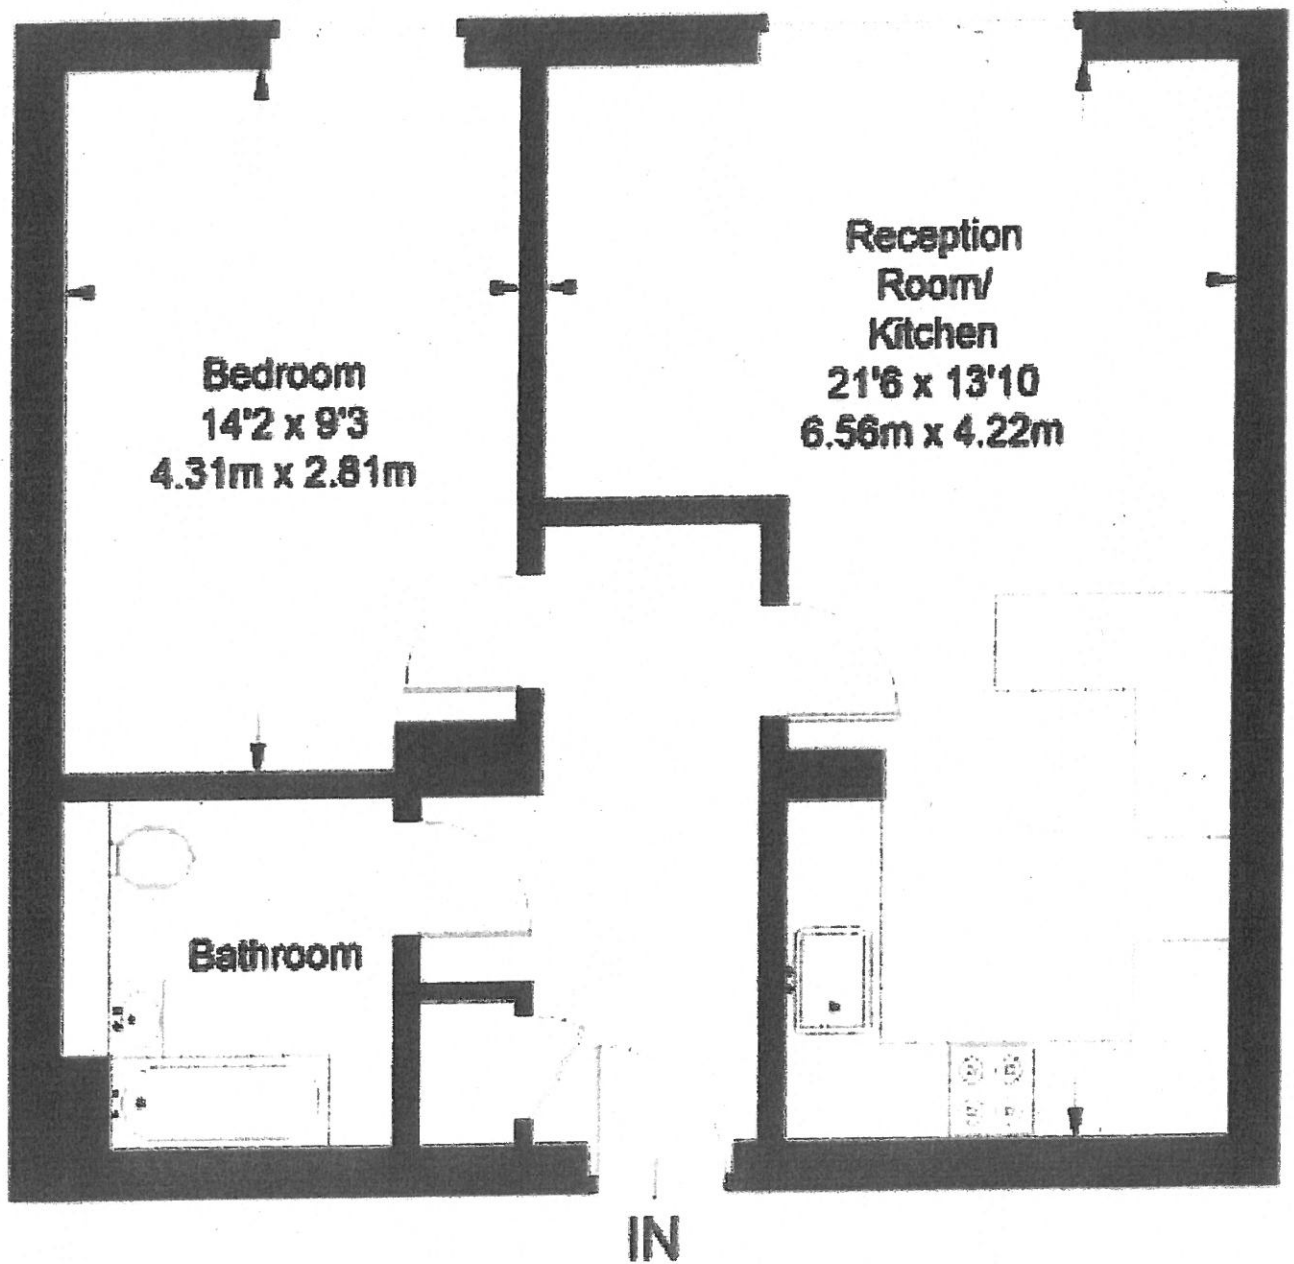 Bedroom
14'2 x 9'3
4.31m x 2.81m
Reception
Room/
Kitchen
21'6 x 13'10
6.56m x 4.22m
Bathroom
IN